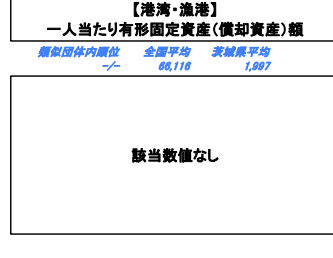 【港湾・漁港】
一人当たり有形固定資産(償却資産)額
類似団体内順位 全国平均 茨城県平均
-/- 66,116 1,997
該当数値なし